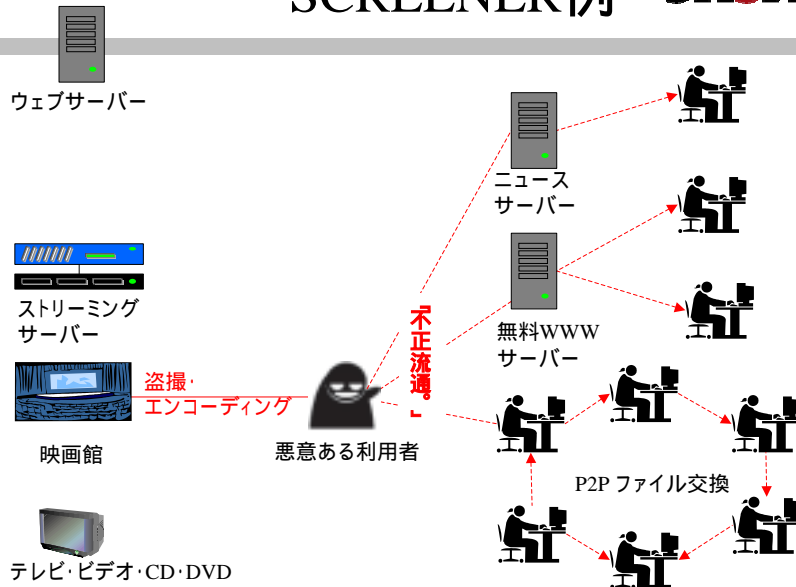 SCREENER例
ウェブサーバー
ニュース
サーバー
ストリーミング
サーバー
『不正流通。』
無料WWW
サーバー
盗撮・
エンコーディング
映画館
悪意ある利用者
P2P ファイル交換
テレビ・ビデオ・CD・DVD